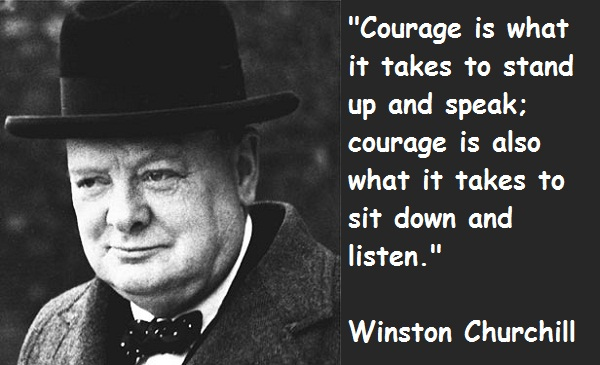 "Courage is what
it takes to stand
up and speak;
courage is also
what it takes to
sit down and
listen."
Winston Churchill